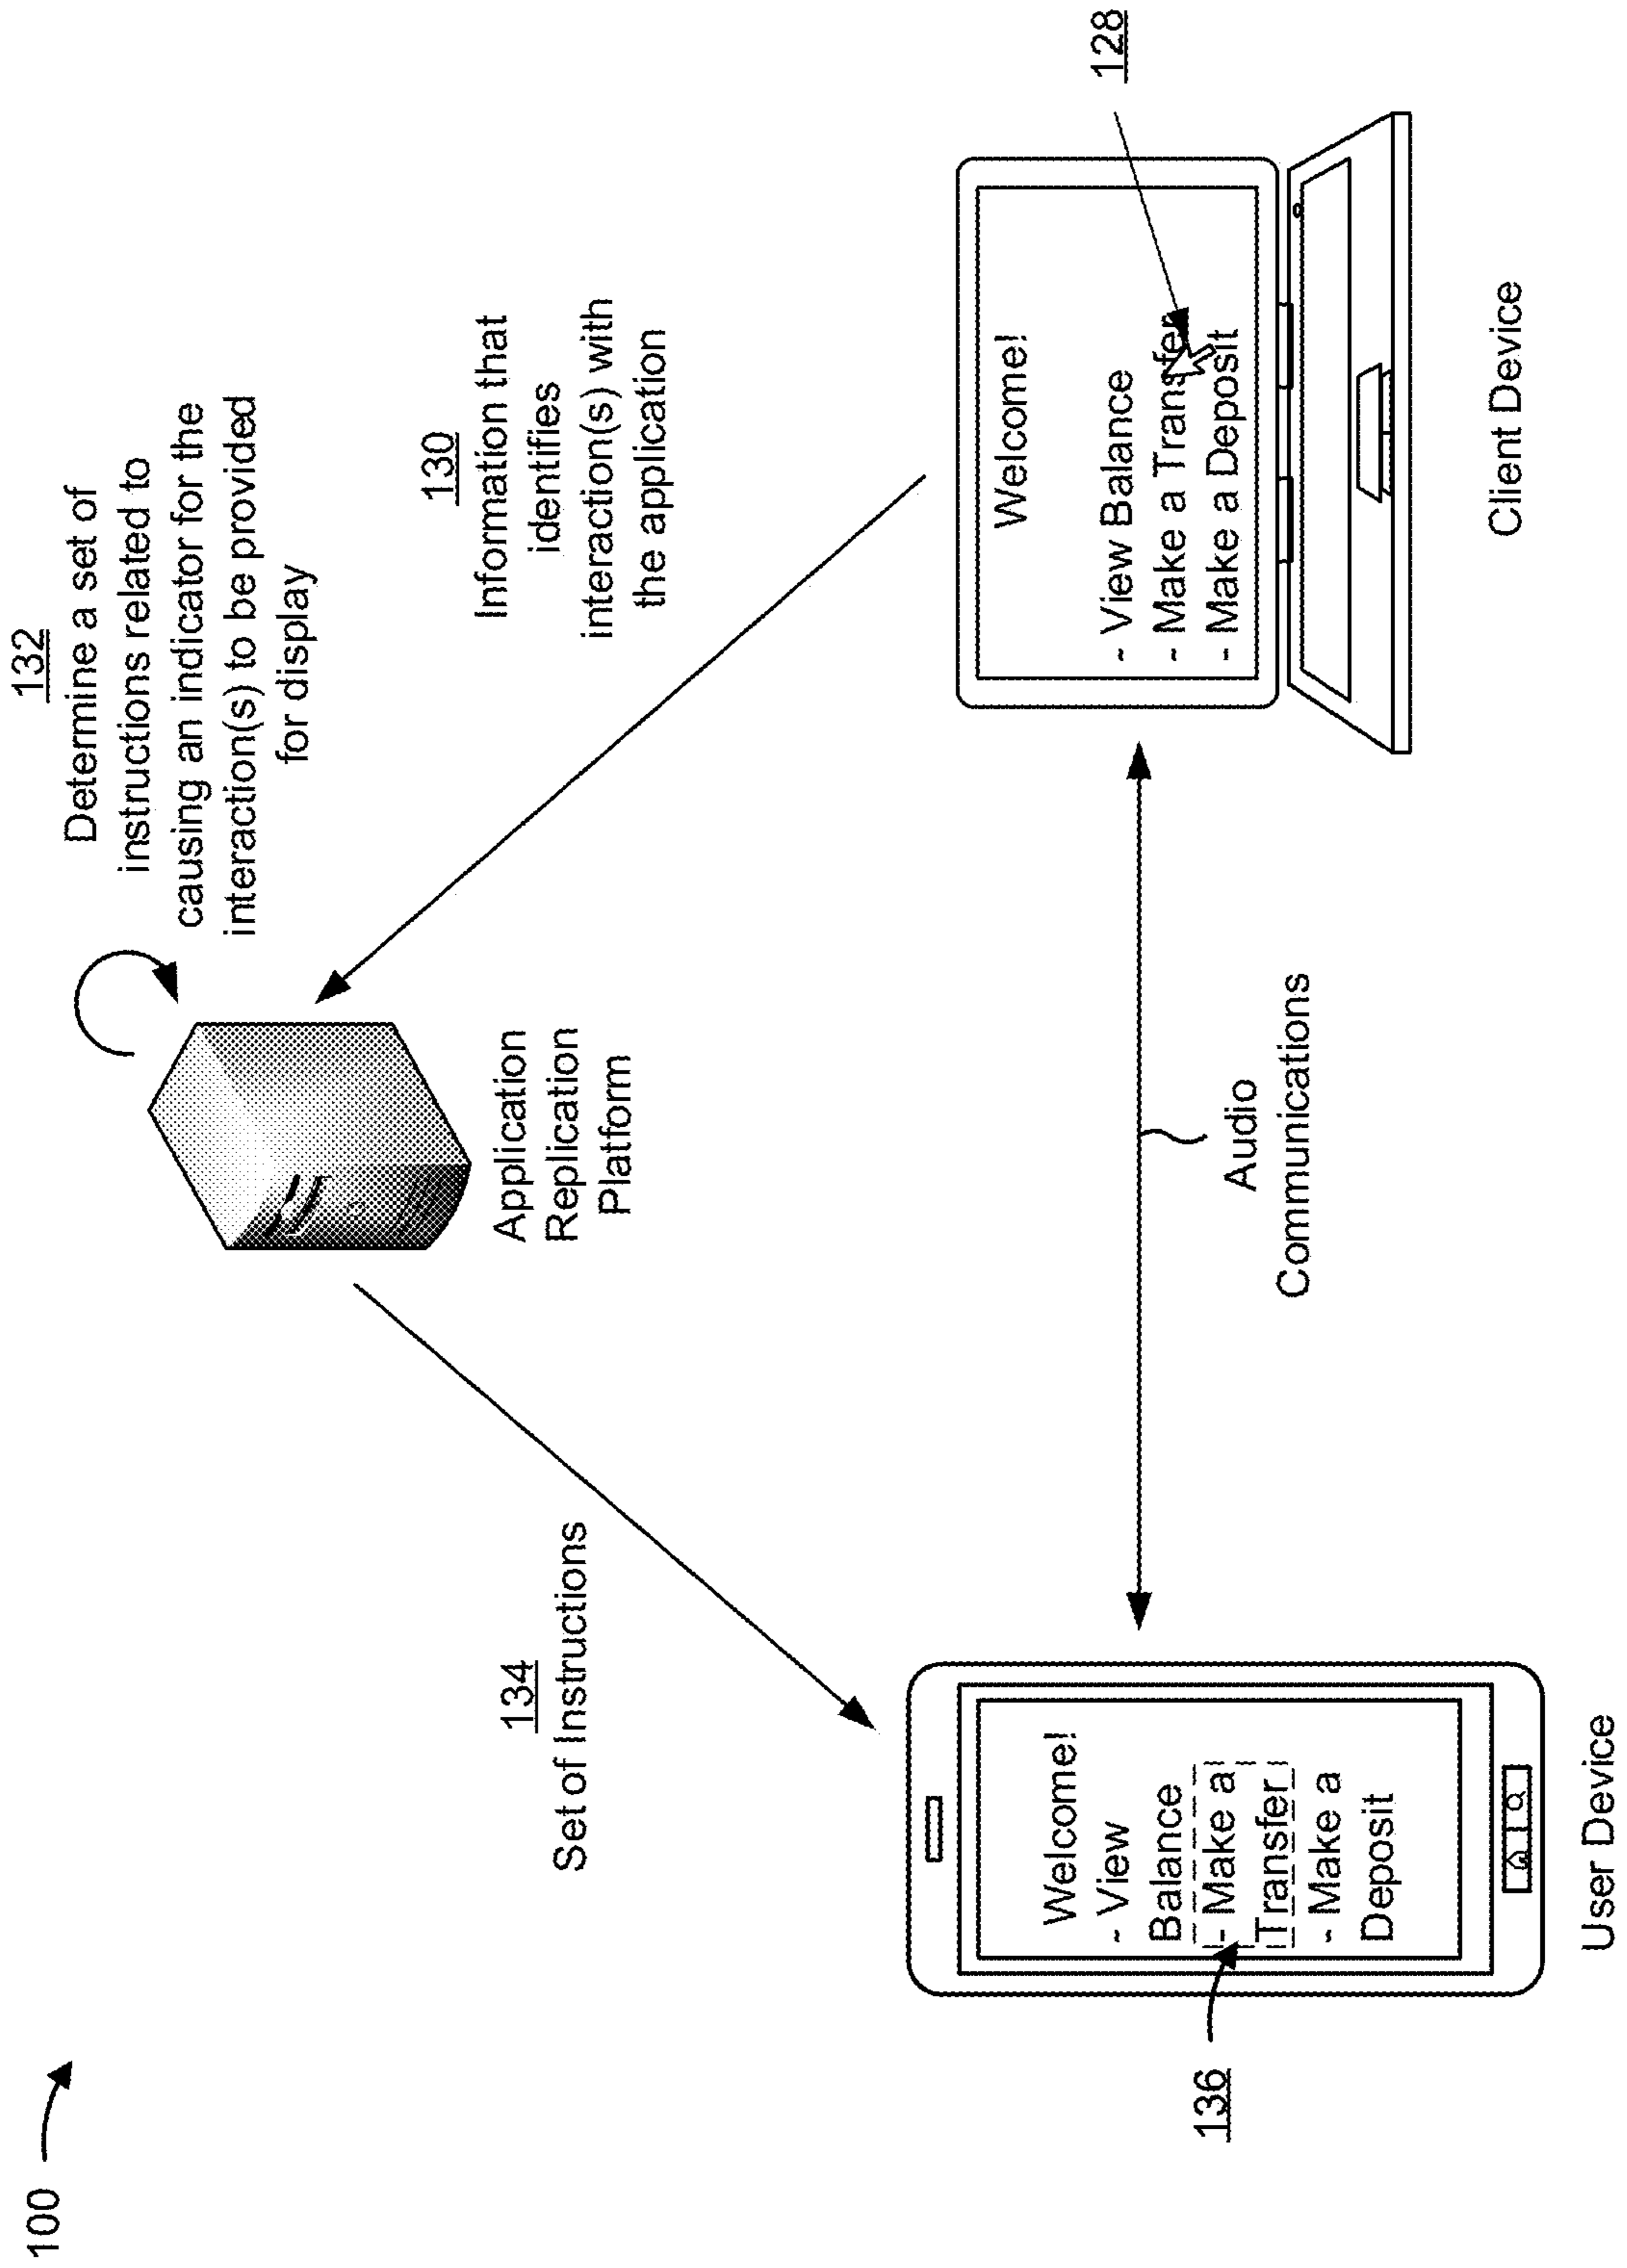 100
132
Determine a set of
instructions related to
causing an indicator for the
interaction(s) to be provided
for display
130
Information that
identifies
interaction(s) with
the application
134
Set of Instructions
Application
Replication
Platform
Welcome!
- View
Balance
- Make a
Transfer
- Make a
Deposit
136
User Device
Audio
Communications
Welcome!
- View Balance
- Make a Transfer
- Make a Deposit
128
Client Device